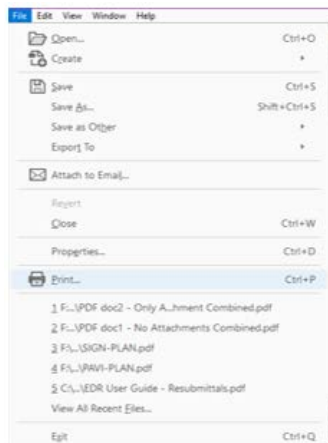 File Edit View Window Help
Open... Ctrl+O
Create
Save Ctrl+S
Save As... Shift+Ctrl+S
Save as Other
Export To
Attach to Email...
Revert
Close Ctrl+W
Properties... Ctrl+D
Print... Ctrl+P
1 F:\...\PDF doc2 - Only A...hment Combined.pdf
2 F:\...\PDF doc1 - No Attachments Combined.pdf
3 F:\...\SIGN-PLAN.pdf
4 F:\...\PAVI-PLAN.pdf
5 C:\...\EDR User Guide - Resubmittals.pdf
View All Recent Files...
Exit Ctrl+Q